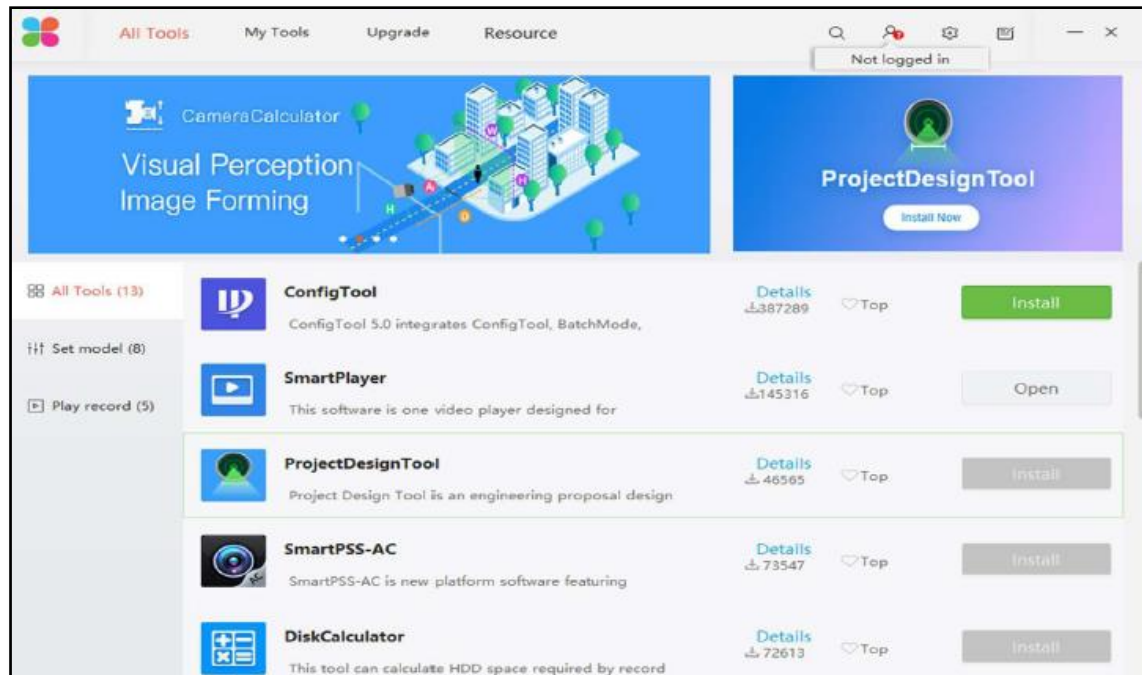 All Tools
My Tools
Upgrade
Resource
Not logged in
CameraCalculator
Visual Perception
Image Forming
W
H
A
H
D
ProjectDesignTool
Install Now
All Tools (13)
Set model (8)
Play record (5)
ConfigTool
ConfigTool 5.0 integrates ConfigTool, BatchMode,
Details
387289
Top
Install
SmartPlayer
This software is one video player designed for
Details
145316
Top
Open
ProjectDesignTool
Project Design Tool is an engineering proposal design
Details
46565
Top
Install
SmartPSS-AC
SmartPSS-AC is new platform software featuring
Details
73547
Top
Install
AC
DiskCalculator
This tool can calculate HDD space required by record
Details
72613
Top
Install